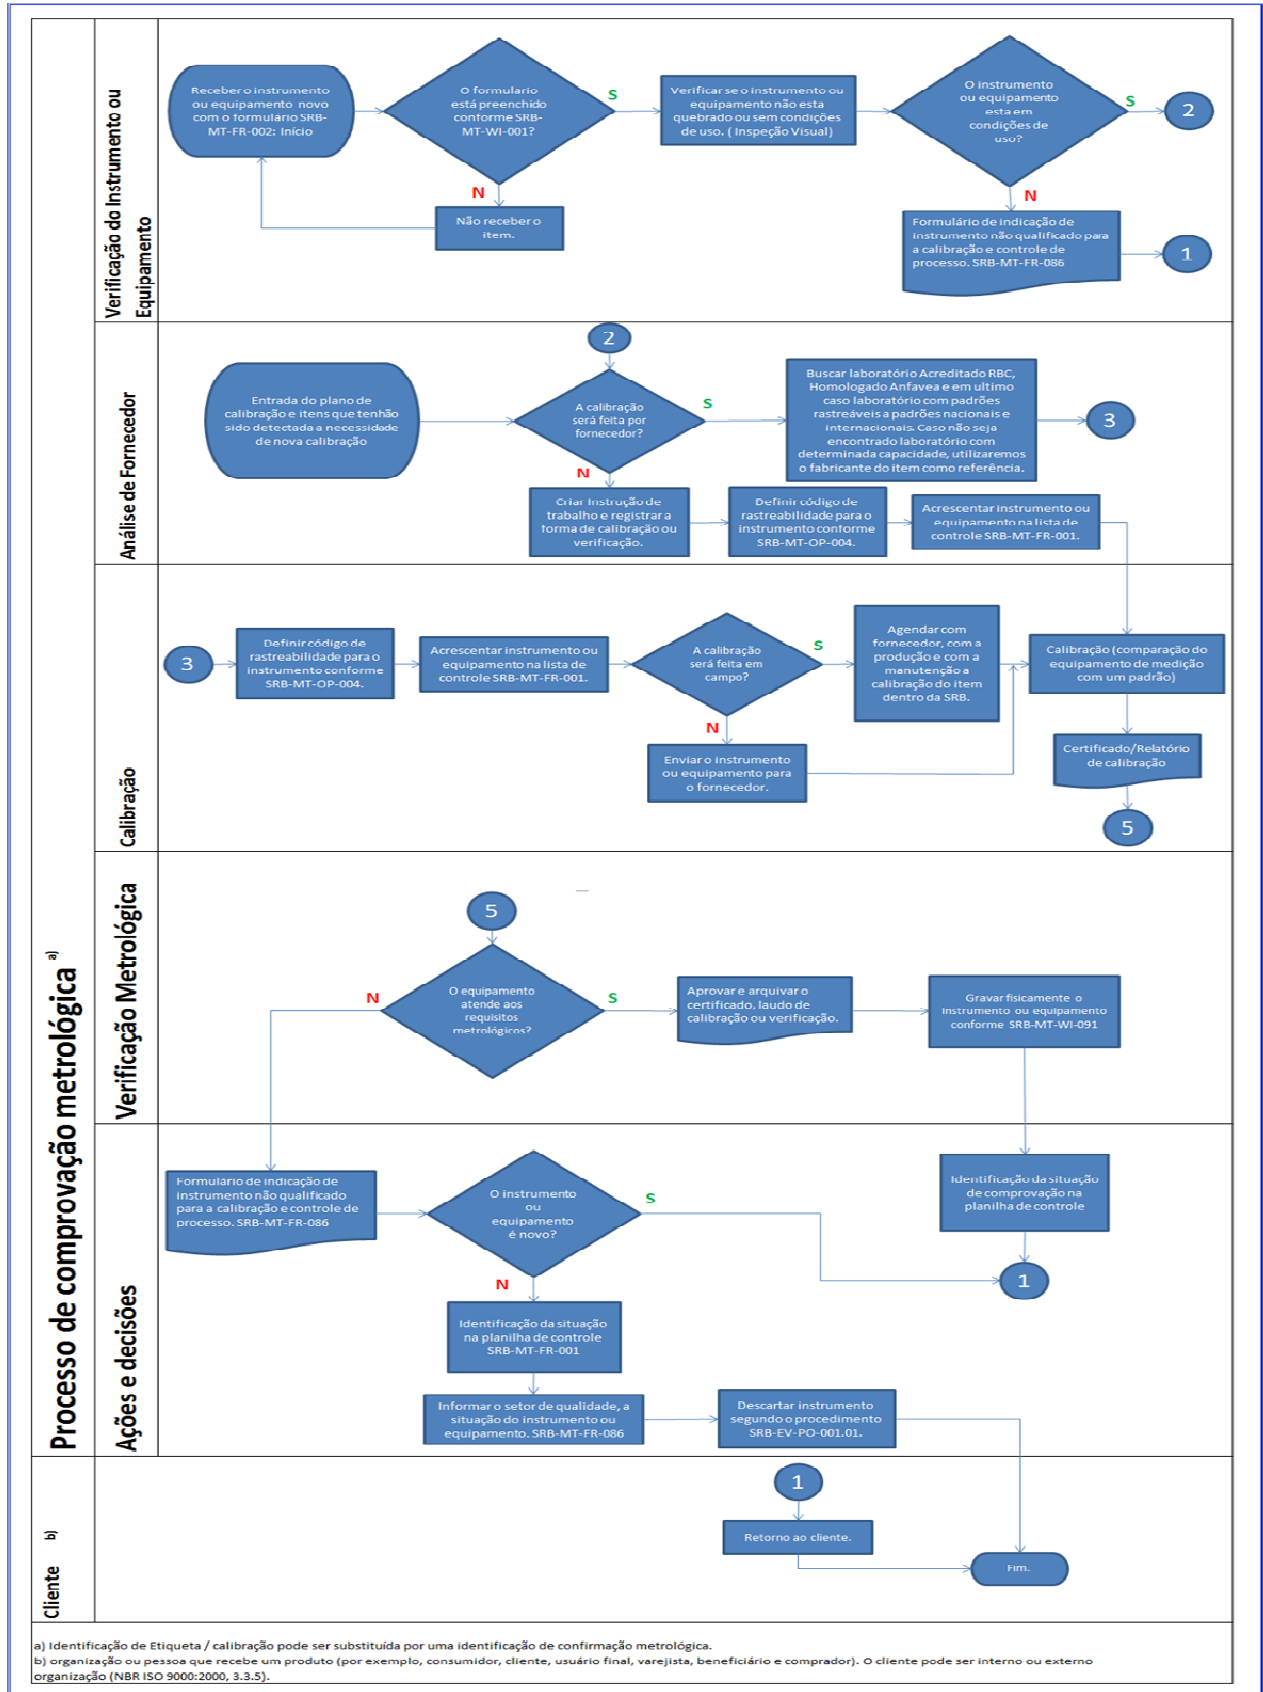 Processo de comprovação metrológica a)
Verificação do Instrumento ou
Equipamento
Receber o instrumento
ou equipamento novo
com o formulário SRB-
MT-FR-002: Início
O formulario
está preenchido
conforme SRB-
MT-WI-001?
S
N
Não receber o
item.
Verificar se o instrumento ou
equipamento não esta
quebrado ou sem condições
de uso. ( Inspeção Visual)
O instrumento
ou equipamento
esta em
condições de
uso?
S
2
N
Formulário de indicação de
instrumento não qualificado para
a calibração e controle de
processo. SRB-MT-FR-086
1
Análise de Fornecedor
2
Entrada do plano de
calibração e itens que tenhão
sido detectada a necessidade
de nova calibração
A calibração
será feita por
fornecedor?
S
N
Buscar laboratório Acreditado RBC,
Homologado Anfavea e em ultimo
caso laboratório com padrões
rastreáveis a padrões nacionais e
internacionais. Caso não seja
encontrado laboratório com
determinada capacidade, utilizaremos
o fabricante do item como referência.
3
Criar Instrução de
trabalho e registrar a
forma de calibração ou
verificação.
Definir código de
rastreabilidade para o
instrumento conforme
SRB-MT-OP-004.
Acrescentar instrumento ou
equipamento na lista de
controle SRB-MT-FR-001.
Calibração
3
Definir código de
rastreabilidade para o
instrumento conforme
SRB-MT-OP-004.
Acrescentar instrumento ou
equipamento na lista de
controle SRB-MT-FR-001.
A calibração
será feita em
campo?
S
N
Agendar com
fornecedor, com a
produção e com a
manutenção a
calibração do item
dentro da SRB.
Calibração (comparação do
equipamento de medição
com um padrão)
Enviar o instrumento
ou equipamento para
o fornecedor.
Certificado/Relatório
de calibração
5
Verificação Metrológica
5
N
O equipamento
atende aos
requisitos
metrológicos?
S
Aprovar e arquivar o
certificado, laudo de
calibração ou verificação.
Gravar fisicamente o
Instrumento ou equipamento
conforme SRB-MT-WI-091
Ações e decisões
Formulário de indicação de
instrumento não qualificado
para a calibração e controle de
processo. SRB-MT-FR-086
O instrumento
ou
equipamento
é novo?
S
N
Identificação da situação
de comprovação na
planilha de controle
1
Identificação da situação
na planilha de controle
SRB-MT-FR-001
Informar o setor de qualidade, a
situação do instrumento ou
equipamento. SRB-MT-FR-086
Descartar instrumento
segundo o procedimento
SRB-EV-PO-001.01.
Cliente b)
1
Retorno ao cliente.
Fim.
a) Identificação de Etiqueta / calibração pode ser substituída por uma identificação de confirmação metrológica.
b) organização ou pessoa que recebe um produto (por exemplo, consumidor, cliente, usuário final, varejista, beneficiário e comprador). O cliente pode ser interno ou externo
organização (NBR ISO 9000:2000, 3.3.5).